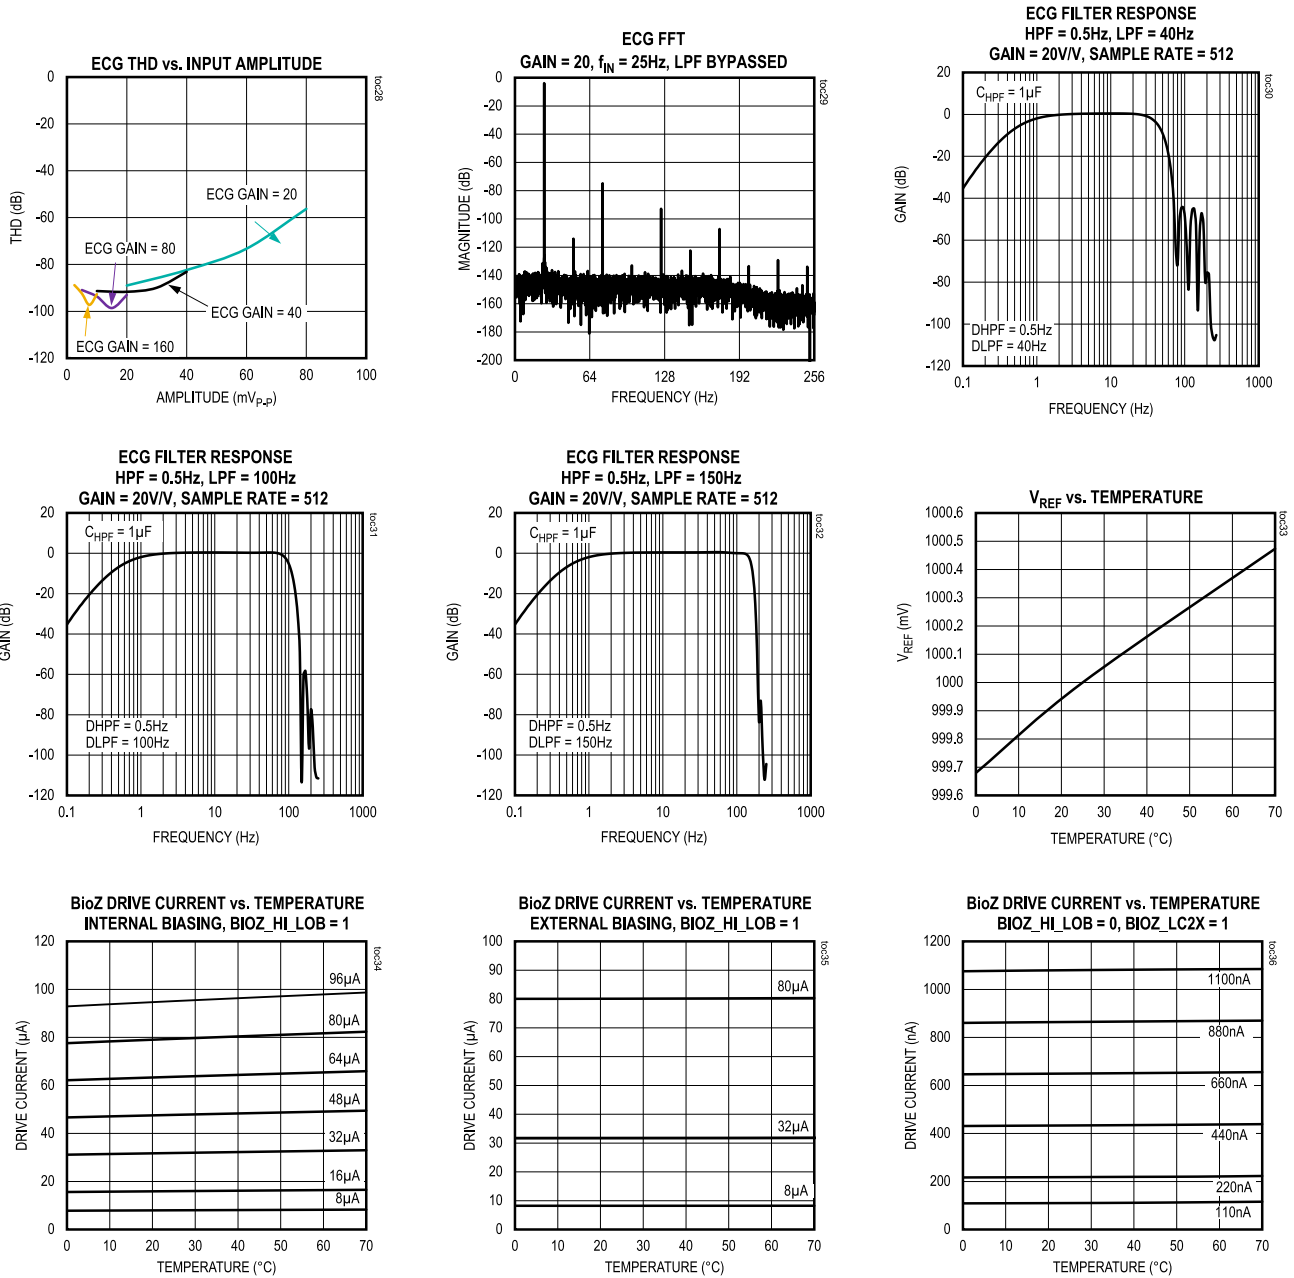 ECG THD vs. INPUT AMPLITUDE
toc28
0
-20
-40
-60
-80
-100
-120
THD (dB)
ECG GAIN = 20
ECG GAIN = 80
ECG GAIN = 40
ECG GAIN = 160
0 20 40 60 80 100
AMPLITUDE (mVP-P)
ECG FFT
GAIN = 20, fIN = 25Hz, LPF BYPASSED
toc29
0
-20
-40
-60
-80
-100
-120
-140
-160
-180
-200
MAGNITUDE (dB)
0 64 128 192 256
FREQUENCY (Hz)
ECG FILTER RESPONSE
HPF = 0.5Hz, LPF = 40Hz
GAIN = 20V/V, SAMPLE RATE = 512
toc30
20
0
-20
-40
-60
-80
-100
-120
GAIN (dB)
CHPF = 1µF
DHPF = 0.5Hz
DLPF = 40Hz
0.1 1 10 100 1000
FREQUENCY (Hz)
ECG FILTER RESPONSE
HPF = 0.5Hz, LPF = 100Hz
GAIN = 20V/V, SAMPLE RATE = 512
toc31
20
0
-20
-40
-60
-80
-100
-120
GAIN (dB)
CHPF = 1µF
DHPF = 0.5Hz
DLPF = 100Hz
0.1 1 10 100 1000
FREQUENCY (Hz)
ECG FILTER RESPONSE
HPF = 0.5Hz, LPF = 150Hz
GAIN = 20V/V, SAMPLE RATE = 512
toc32
20
0
-20
-40
-60
-80
-100
-120
GAIN (dB)
CHPF = 1µF
DHPF = 0.5Hz
DLPF = 150Hz
0.1 1 10 100 1000
FREQUENCY (Hz)
VREF vs. TEMPERATURE
toc33
1000.6
1000.5
1000.4
1000.3
1000.2
1000.1
1000
999.9
999.8
999.7
999.6
VREF (mV)
0 10 20 30 40 50 60 70
TEMPERATURE (°C)
BioZ DRIVE CURRENT vs. TEMPERATURE
INTERNAL BIASING, BIOZ_HI_LOB = 1
toc34
120
100
80
60
40
20
0
DRIVE CURRENT (µA)
96µA
80µA
64µA
48µA
32µA
16µA
8µA
0 10 20 30 40 50 60 70
TEMPERATURE (°C)
BioZ DRIVE CURRENT vs. TEMPERATURE
EXTERNAL BIASING, BIOZ_HI_LOB = 1
toc35
100
90
80
70
60
50
40
30
20
10
0
DRIVE CURRENT (µA)
80µA
32µA
8µA
0 10 20 30 40 50 60 70
TEMPERATURE (°C)
BioZ DRIVE CURRENT vs. TEMPERATURE
BIOZ_HI_LOB = 0, BIOZ_LC2X = 1
toc36
1200
1000
800
600
400
200
0
DRIVE CURRENT (nA)
1100nA
880nA
660nA
440nA
220nA
110nA
0 10 20 30 40 50 60 70
TEMPERATURE (°C)